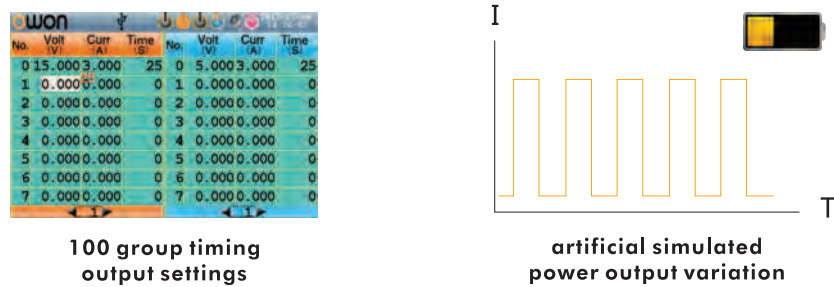 owon
No. Volt (V) Curr (A) Time (S) No. Volt (V) Curr (A) Time (S)
0 15.000 3.000 25 0 5.000 3.000 25
1 0.000 0.000 0 1 0.000 0.000 0
2 0.000 0.000 0 2 0.000 0.000 0
3 0.000 0.000 0 3 0.000 0.000 0
4 0.000 0.000 0 4 0.000 0.000 0
5 0.000 0.000 0 5 0.000 0.000 0
6 0.000 0.000 0 6 0.000 0.000 0
7 0.000 0.000 0 7 0.000 0.000 0
1 1
100 group timing
output settings
I
T
artificial simulated
power output variation